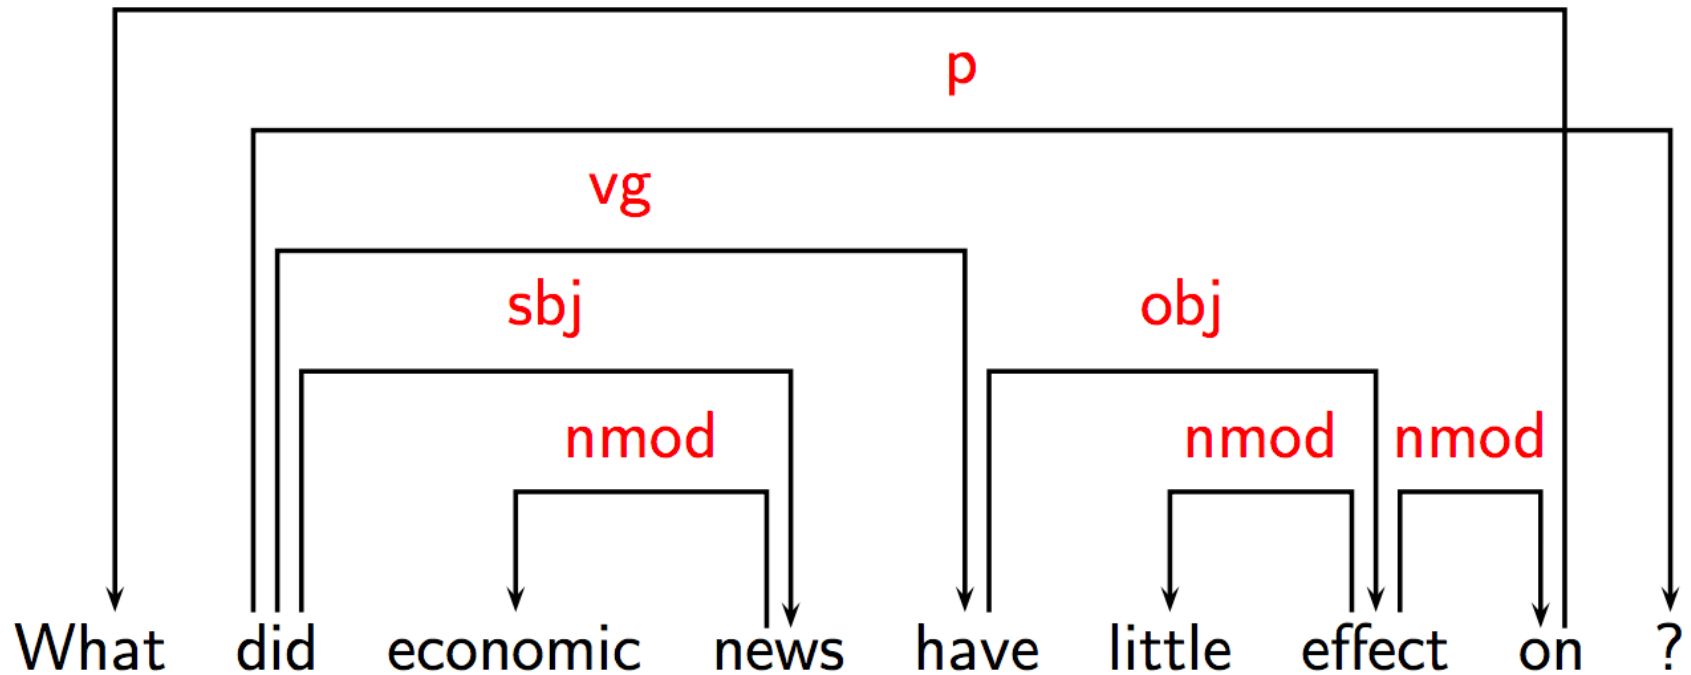 p
vg
sbj obj
nmod nmod nmod
What did economic news have little effect on ?